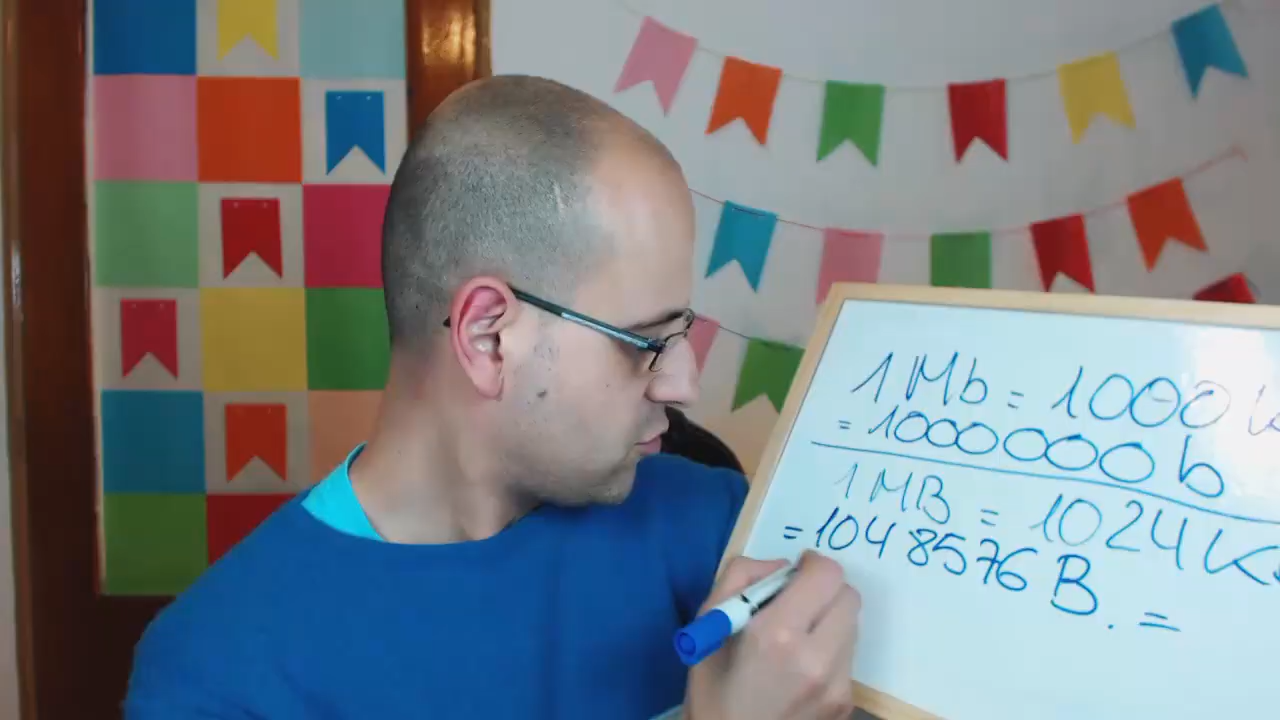 1 Mb = 1000
= 1000000 b
1 MB = 1024 K
= 1048576 B. =